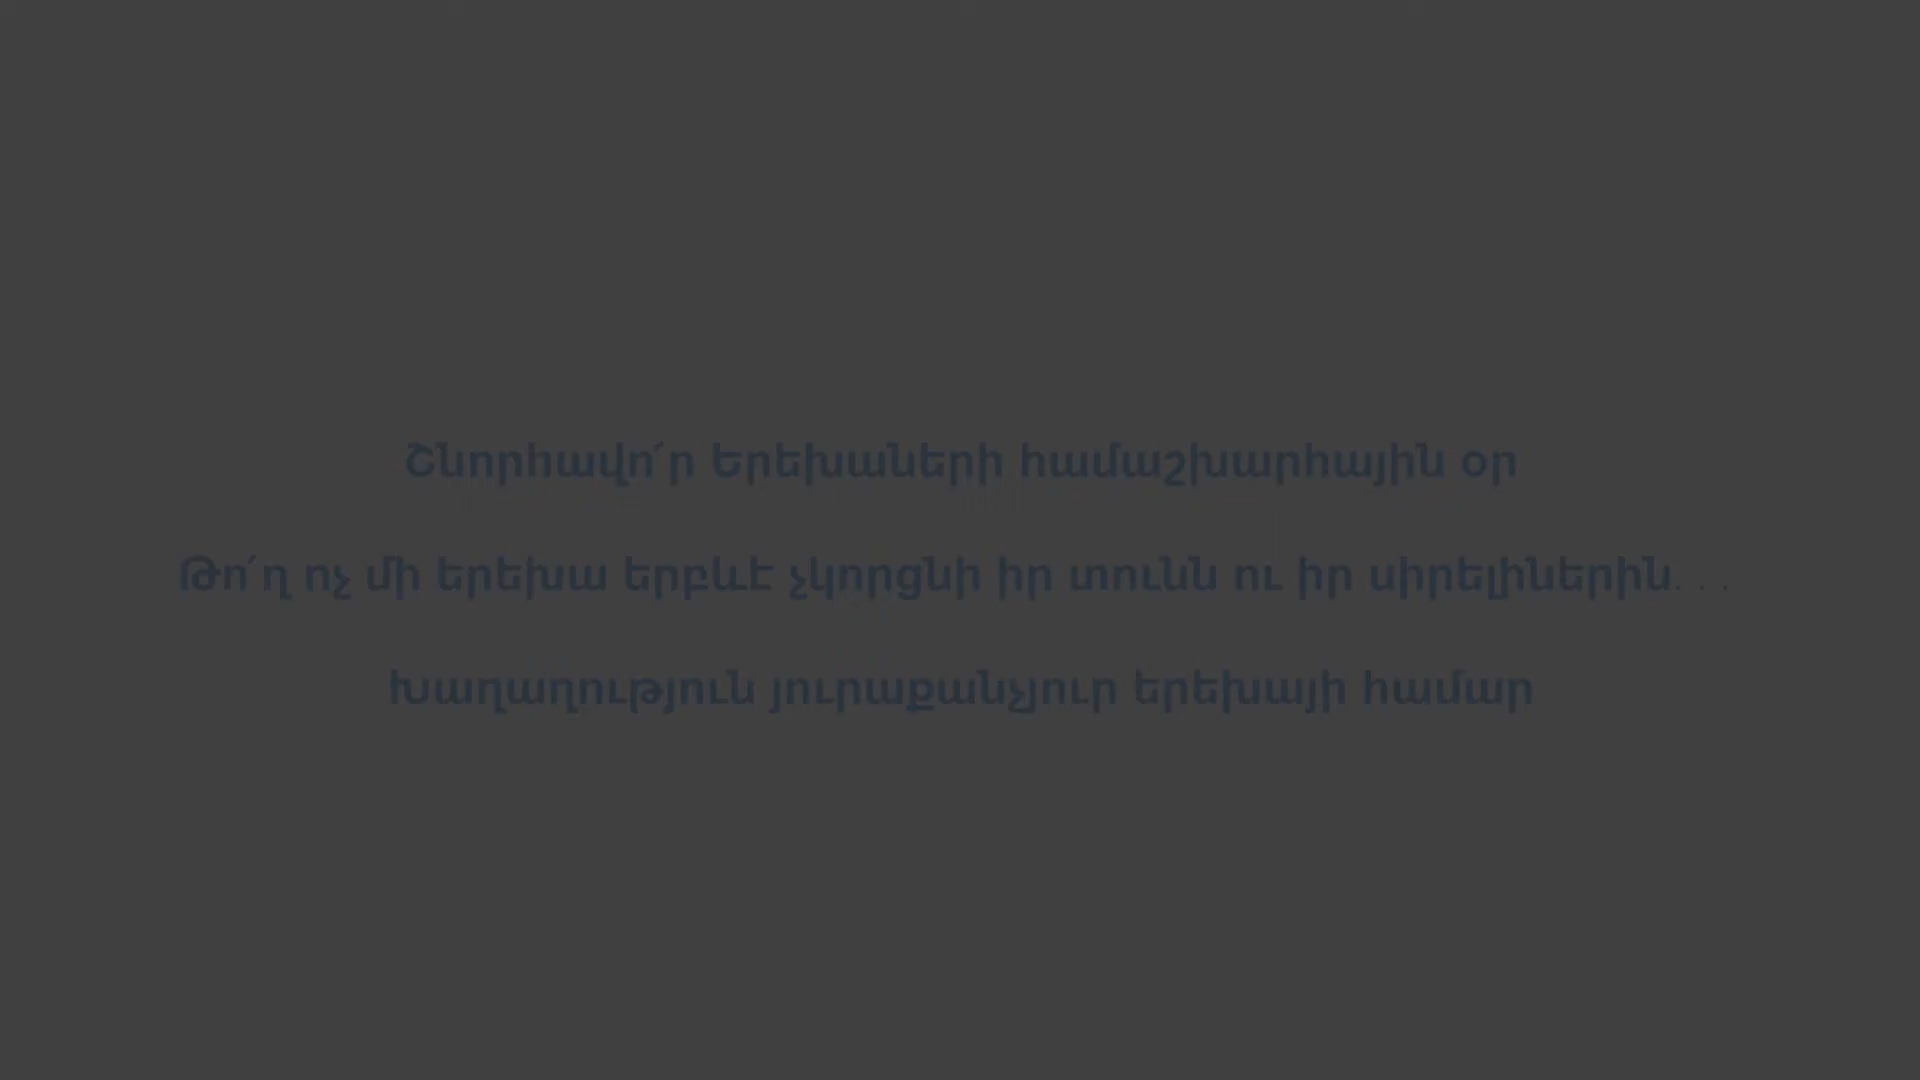 Շնորհավո՛ր Երեխաների համաշխարհային օր
Թո՛ղ ոչ մի երեխա երբևէ չկորցնի իր տունն ու իր սիրելիներին. . .
Խաղաղություն յուրաքանչյուր երեխայի համար